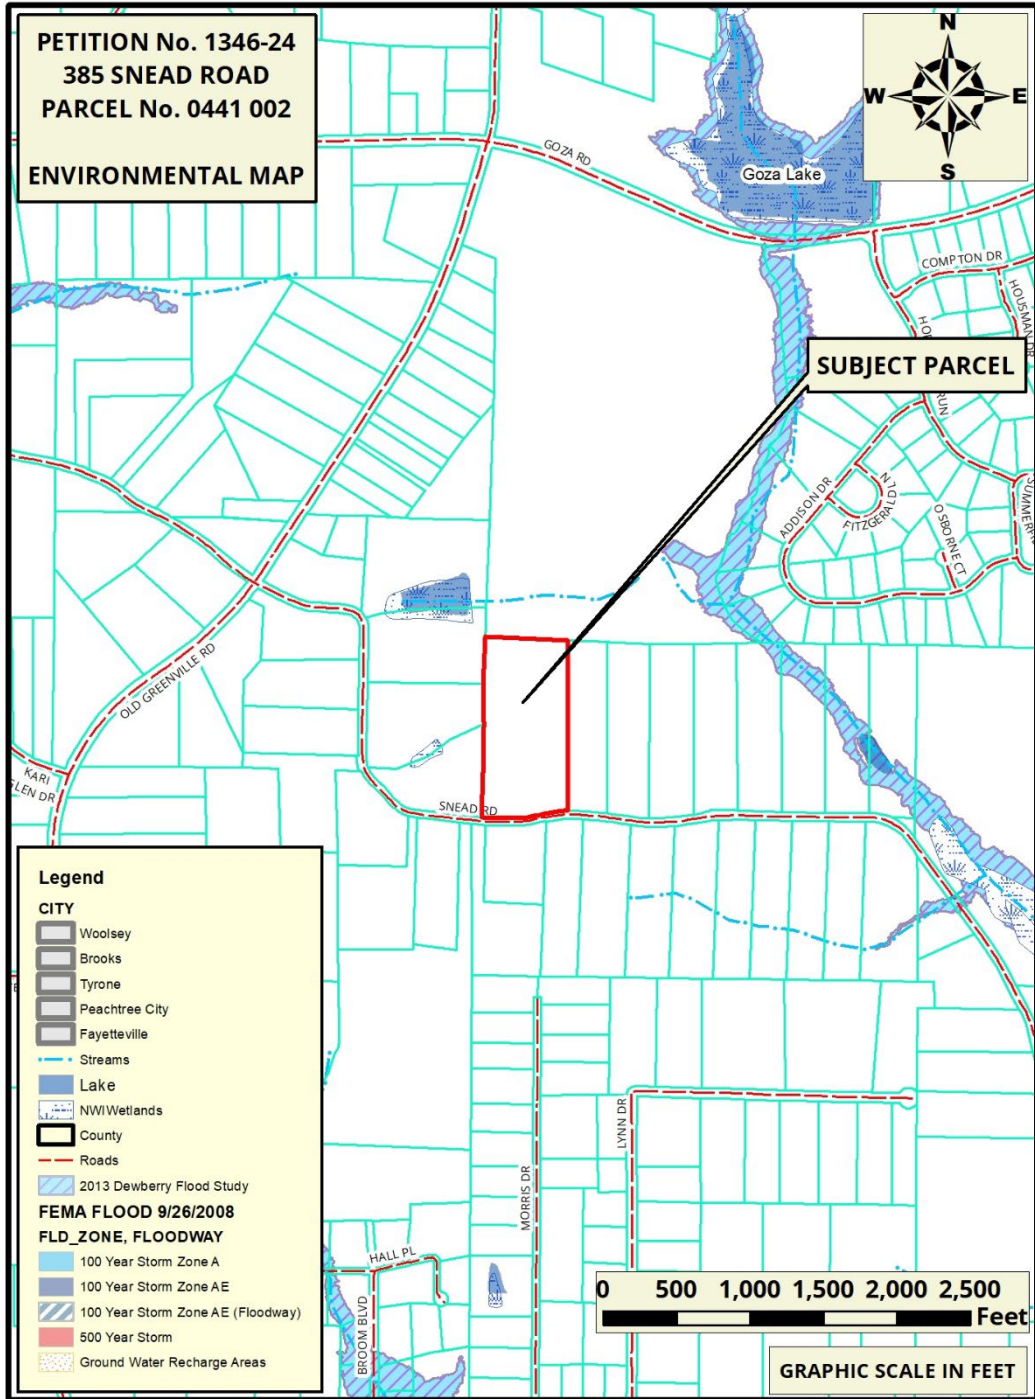 PETITION No. 1346-24
385 SNEAD ROAD
PARCEL No. 0441 002
ENVIRONMENTAL MAP
N
W
E
S
GOZA RD
Goza Lake
COMPTON DR
HOUSMAN DR
RUN
SUBJECT PARCEL
ADDISON DR
FITZGERALD LN
OSBORNE CT
OLD GREENVILLE RD
KARI
GLEN DR
SNEAD RD
MORRIS DR
LYNN DR
HALL PL
BROOM BLVD
Legend
CITY
Woolsey
Brooks
Tyrone
Peachtree City
Fayetteville
Streams
Lake
NWI Wetlands
County
Roads
2013 Dewberry Flood Study
FEMA FLOOD 9/26/2008
FLD_ZONE, FLOODWAY
100 Year Storm Zone A
100 Year Storm Zone AE
100 Year Storm Zone AE (Floodway)
500 Year Storm
Ground Water Recharge Areas
0 500 1,000 1,500 2,000 2,500
Feet
GRAPHIC SCALE IN FEET